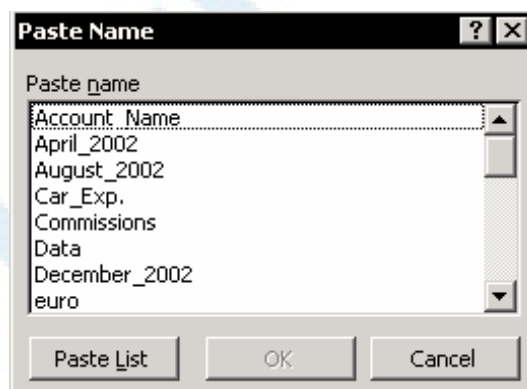 Paste Name ? X
Paste name
Account_Name
April_2002
August_2002
Car_Exp.
Commissions
Data
December_2002
euro
Paste List OK Cancel